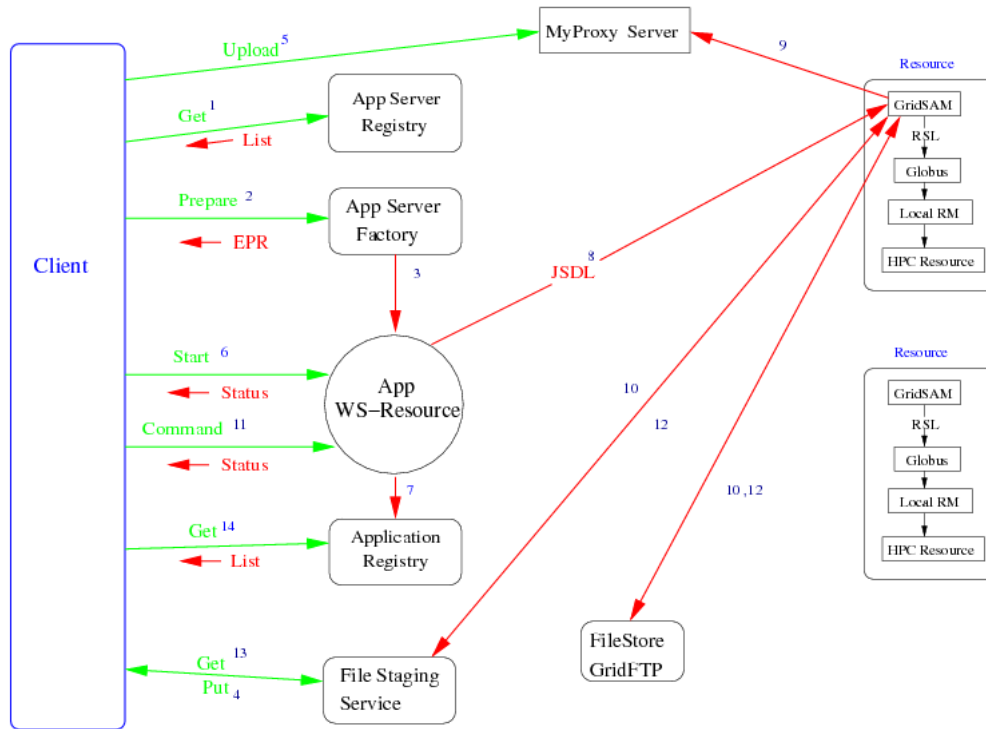 MyProxy Server
Upload 5
9
Resource
GridSAM
RSL
Globus
Local RM
HPC Resource
Get 1
List
App Server
Registry
Prepare 2
EPR
App Server
Factory
Client
3
JSDL 8
Start 6
Status
App
WS-Resource
Command 11
Status
10
12
10 ,12
7
Resource
GridSAM
RSL
Globus
Local RM
HPC Resource
Get 14
List
Application
Registry
Get 13
Put 4
File Staging
Service
FileStore
GridFTP